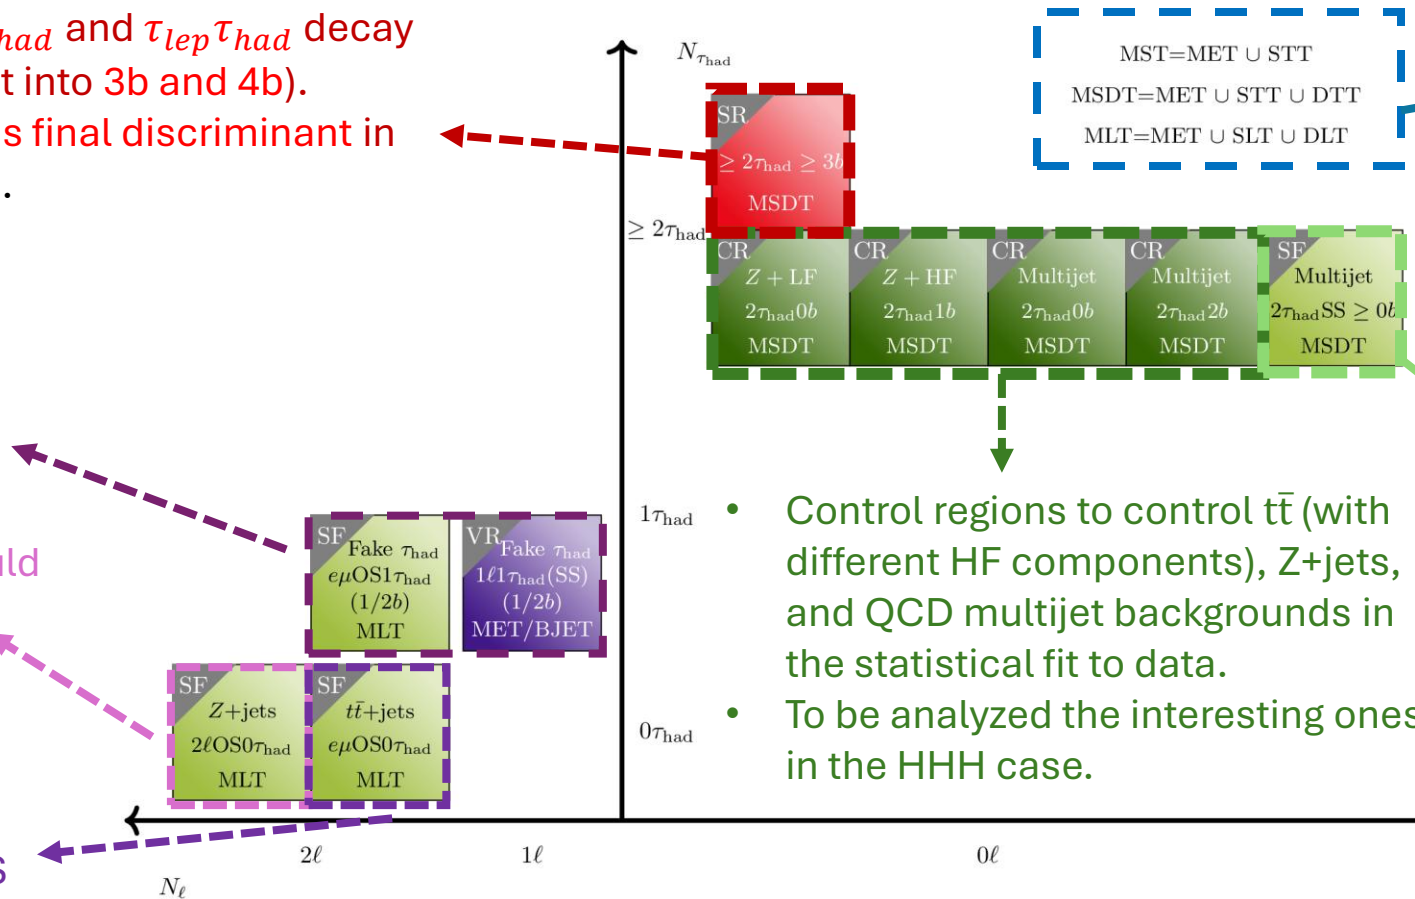 had and τlepτhad decay
t into 3b and 4b).
s final discriminant in
.
N_τhad
MST=MET ∪ STT
MSDT=MET ∪ STT ∪ DTT
MLT=MET ∪ SLT ∪ DLT
SR
≥ 2τhad ≥ 3b
MSDT
≥ 2τhad
CR
Z + LF
2τhad0b
MSDT
CR
Z + HF
2τhad1b
MSDT
CR
Multijet
2τhad0b
MSDT
CR
Multijet
2τhad2b
MSDT
SF
Multijet
2τhadSS ≥ 0b
MSDT
1τhad
SF
Fake τhad
eμOS1τhad
(1/2b)
MLT
VR
Fake τhad
1ℓ1τhad(SS)
(1/2b)
MET/BJET
• Control regions to control tt̄ (with
different HF components), Z+jets,
and QCD multijet backgrounds in
the statistical fit to data.
• To be analyzed the interesting ones
in the HHH case.
uld
0τhad
SF
Z+jets
2ℓOS0τhad
MLT
SF
tt̄+jets
eμOS0τhad
MLT
s
2ℓ
1ℓ
0ℓ
N_ℓ